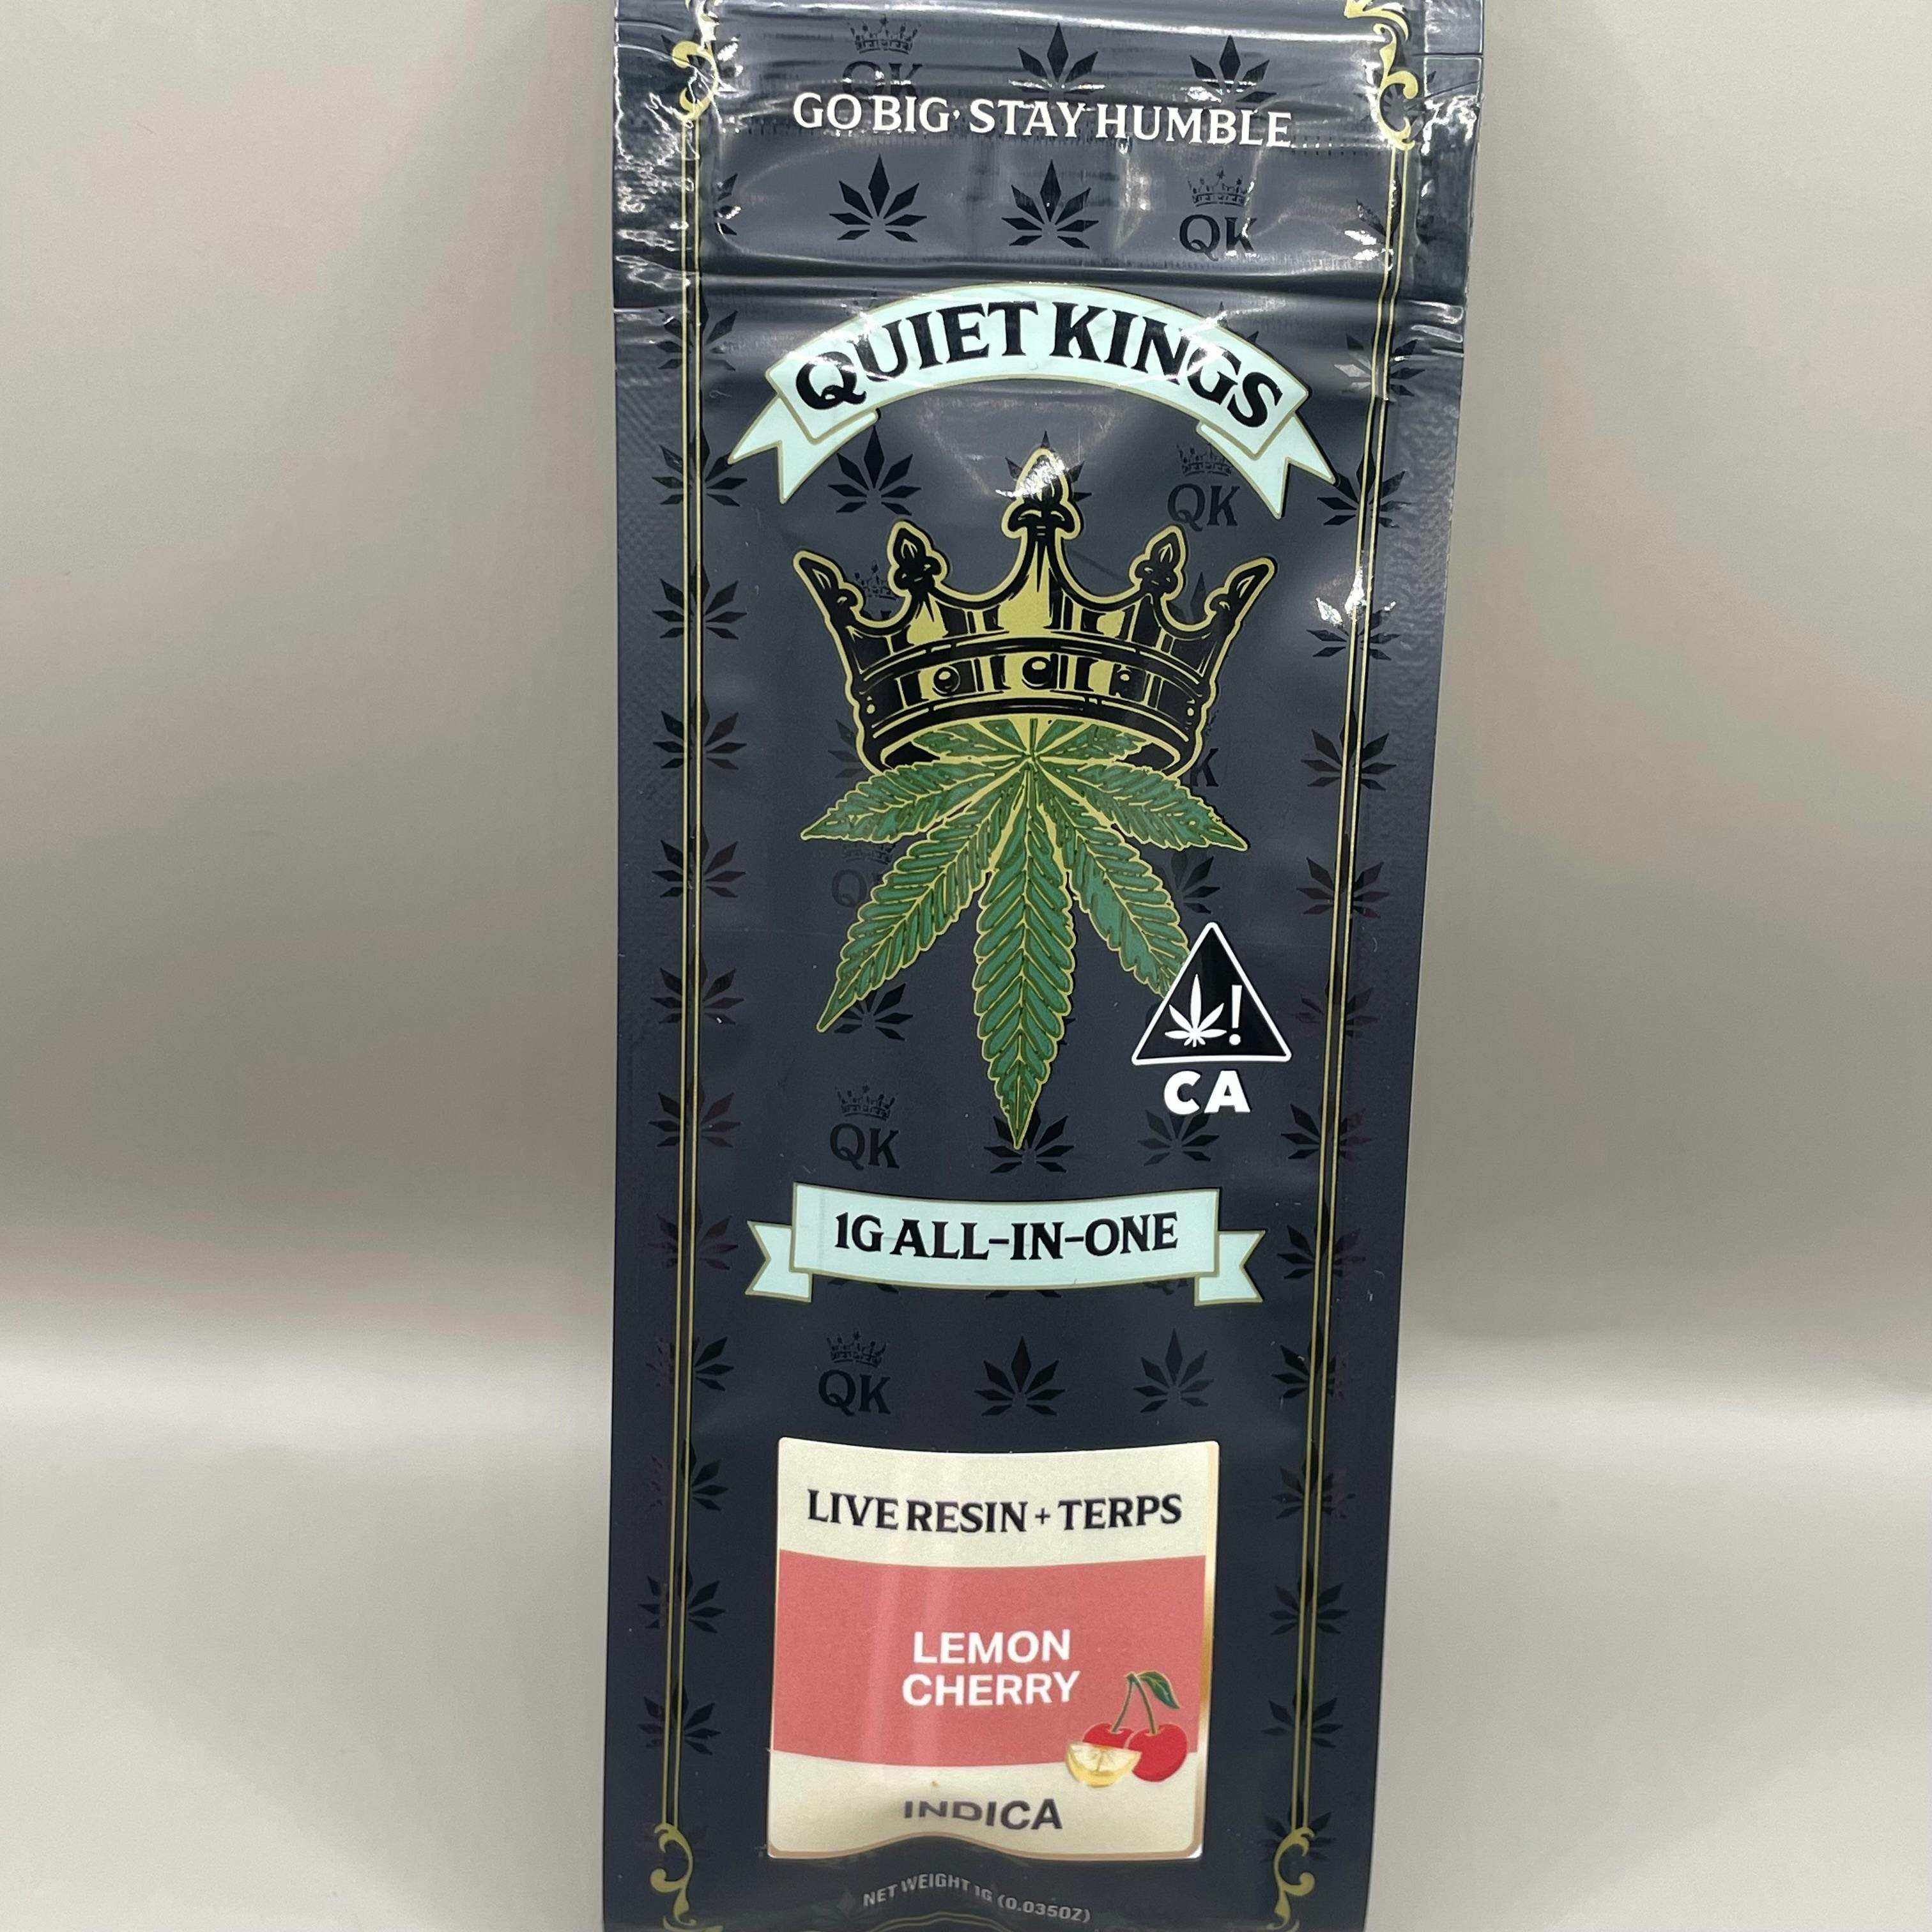 QK
GO BIG· STAY HUMBLE
QK
QUIET KINGS
QK
CA
QK
1G ALL-IN-ONE
QK
LIVE RESIN + TERPS
LEMON
CHERRY
INDICA
NET WEIGHT 1G (0.035OZ)